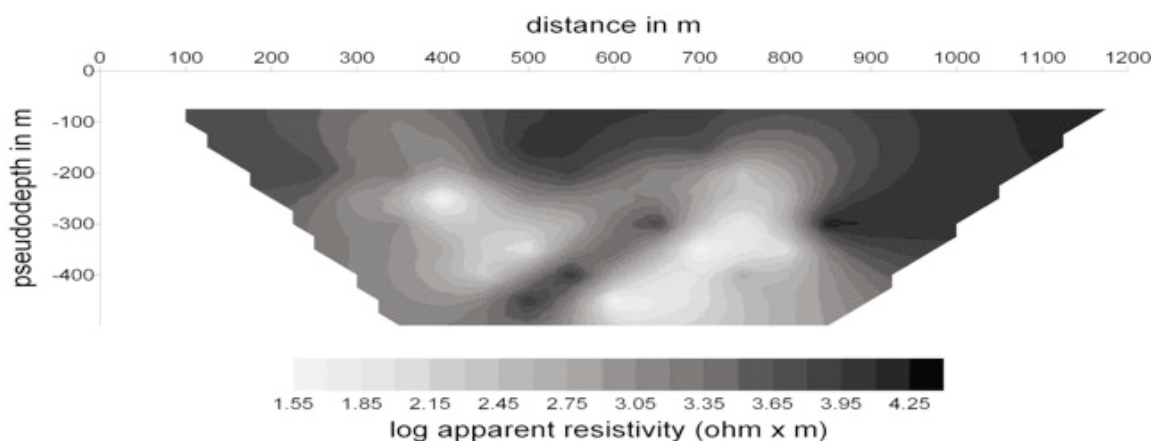 distance in m
0 100 200 300 400 500 600 700 800 900 1000 1100 1200
0
-100
-200
-300
-400
pseudodepth in m
1.55 1.85 2.15 2.45 2.75 3.05 3.35 3.65 3.95 4.25
log apparent resistivity (ohm x m)